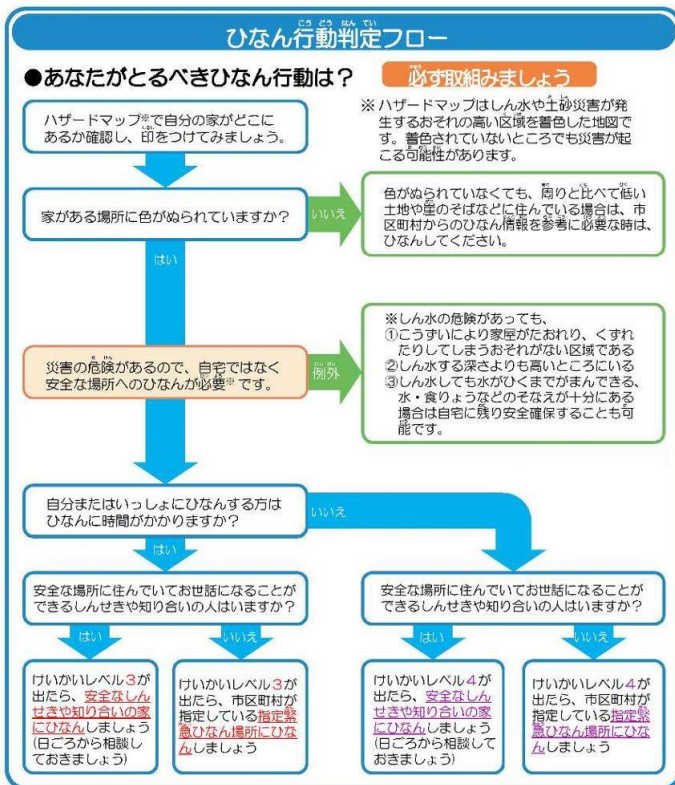 ひなん行動判定フロー
●あなたがとるべきひなん行動は？
必ず取組みましょう
ハザードマップ※で自分の家がどこに
あるか確認し、印をつけてみましょう。
※ハザードマップはしん水や土砂災害が発
生するおそれの高い区域を着色した地図で
す。着色されていないところでも災害が起
こる可能性があります。
家がある場所に色がぬられていますか？
いいえ
色がぬられていなくても、周りと比べて低い
土地や崖のそばなどに住んでいる場合は、市
区町村からのひなん情報を参考に必要な時は、
ひなんしてください。
はい
災害の危険があるので、自宅ではなく
安全な場所へのひなんが必要※です。
例外
※しん水の危険があっても、
①こうずいにより家屋がたおれり、くずれ
たりしてしまうおそれがない区域である
②しん水する深さよりも高いところにいる
③しん水しても水がひくまでがまんできる、
水・食りょうなどのそなえが十分にある
場合は自宅に残り安全確保することも可
能です。
自分またはいっしょにひなんする方は
ひなんに時間がかかりますか？
いいえ
はい
安全な場所に住んでいてお世話になることが
できるしんせきや知り合いの人はいますか？
はい
いいえ
けいかいレベル3が
出たら、安全なしん
せきや知り合いの家
にひなんしましょう
(日ごろから相談し
ておきましょう)
けいかいレベル3が
出たら、市区町村が
指定している指定緊
急ひなん場所にひな
んしましょう
安全な場所に住んでいてお世話になることが
できるしんせきや知り合いの人はいますか？
はい
いいえ
けいかいレベル4が
出たら、安全なしん
せきや知り合いの家
にひなんしましょう
(日ごろから相談して
おきましょう)
けいかいレベル4が
出たら、市区町村が
指定している指定緊
急ひなん場所にひな
んしましょう